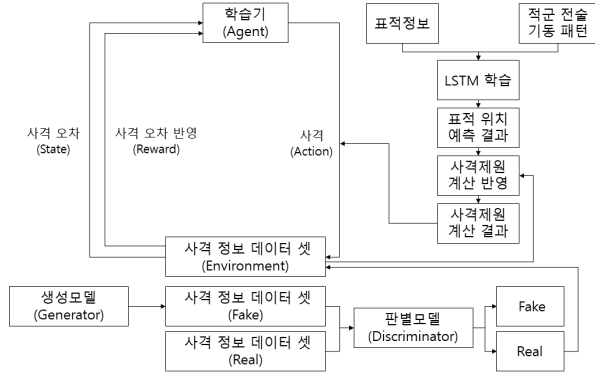 학습기
(Agent)
표적정보
적군 전술
기동 패턴
LSTM 학습
표적 위치
예측 결과
사격 오차
(State)
사격 오차 반영
(Reward)
사격
(Action)
사격제원
계산 반영
사격제원
계산 결과
사격 정보 데이터 셋
(Environment)
생성모델
(Generator)
사격 정보 데이터 셋
(Fake)
사격 정보 데이터 셋
(Real)
판별모델
(Discriminator)
Fake
Real